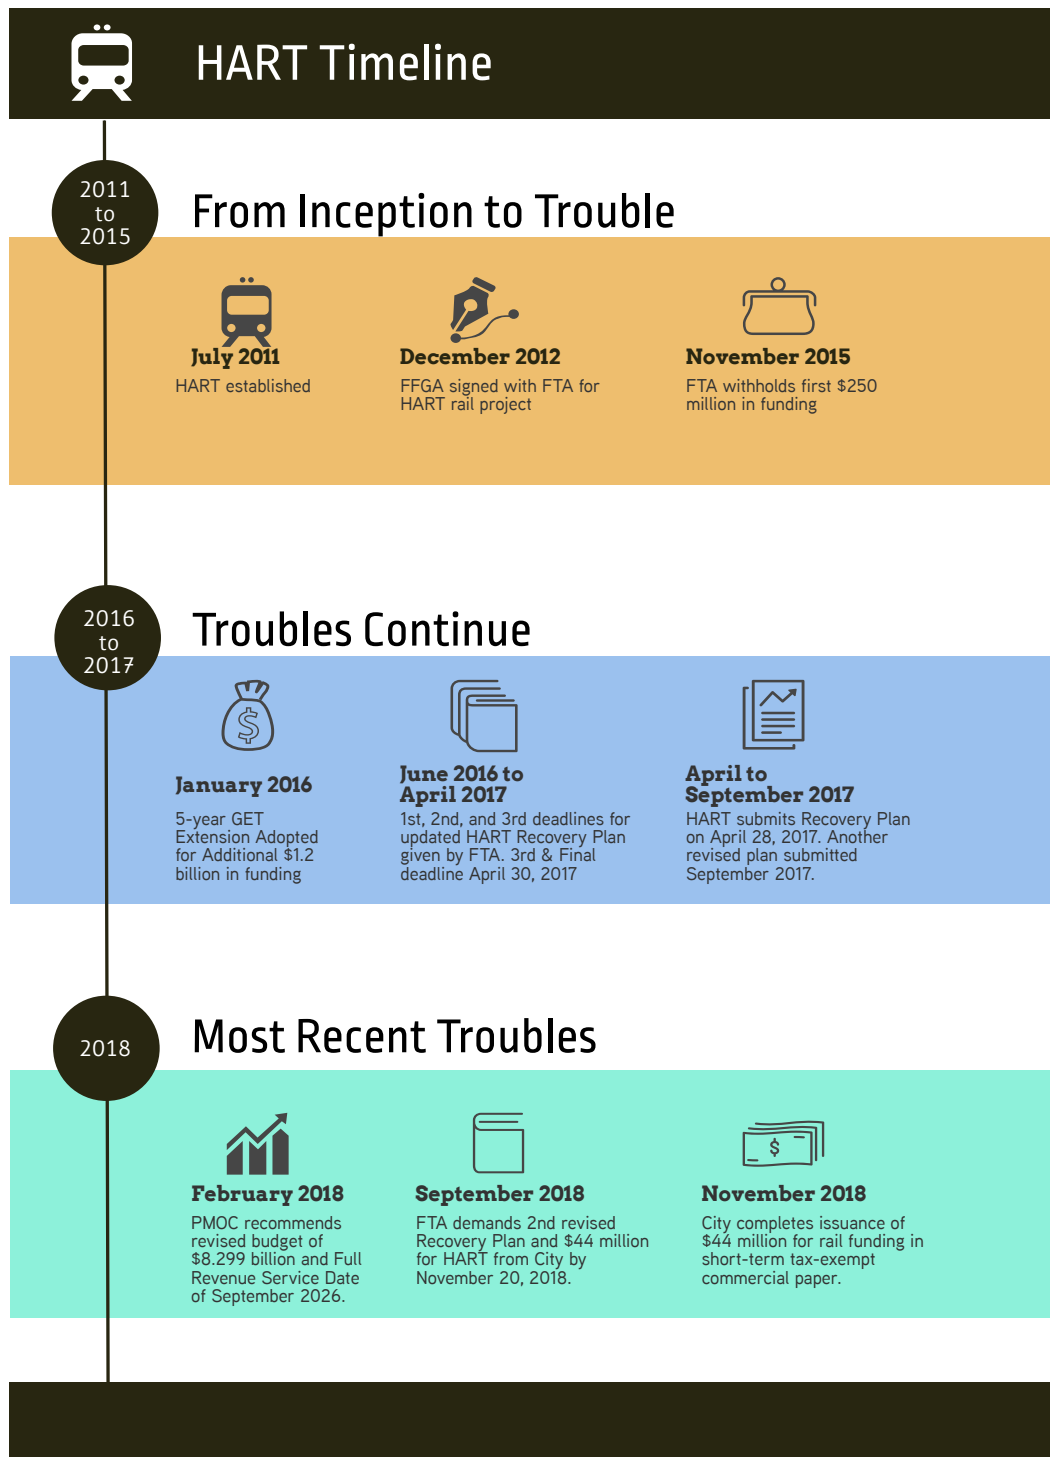 HART Timeline
2011
to
2015
From Inception to Trouble
July 2011
HART established
December 2012
FFGA signed with FTA for
HART rail project
November 2015
FTA withholds first $250
million in funding
2016
to
2017
Troubles Continue
January 2016
5-year GET
Extension Adopted
for Additional $1.2
billion in funding
June 2016 to
April 2017
1st, 2nd, and 3rd deadlines for
updated HART Recovery Plan
given by FTA. 3rd & Final
deadline April 30, 2017
April to
September 2017
HART submits Recovery Plan
on April 28, 2017. Another
revised plan submitted
September 2017.
2018
Most Recent Troubles
February 2018
PMOC recommends
revised budget of
$8.299 billion and Full
Revenue Service Date
of September 2026.
September 2018
FTA demands 2nd revised
Recovery Plan and $44 million
for HART from City by
November 20, 2018.
$
November 2018
City completes issuance of
$44 million for rail funding in
short-term tax-exempt
commercial paper.